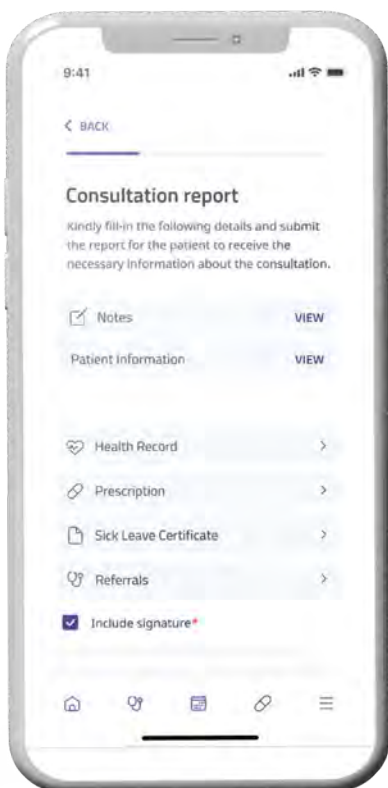 9:41
< BACK
Consultation report
Kindly fill-in the following details and submit
the report for the patient to receive the
necessary information about the consultation.
Notes VIEW
Patient Information VIEW
Health Record >
Prescription >
Sick Leave Certificate >
Referrals >
Include signature*